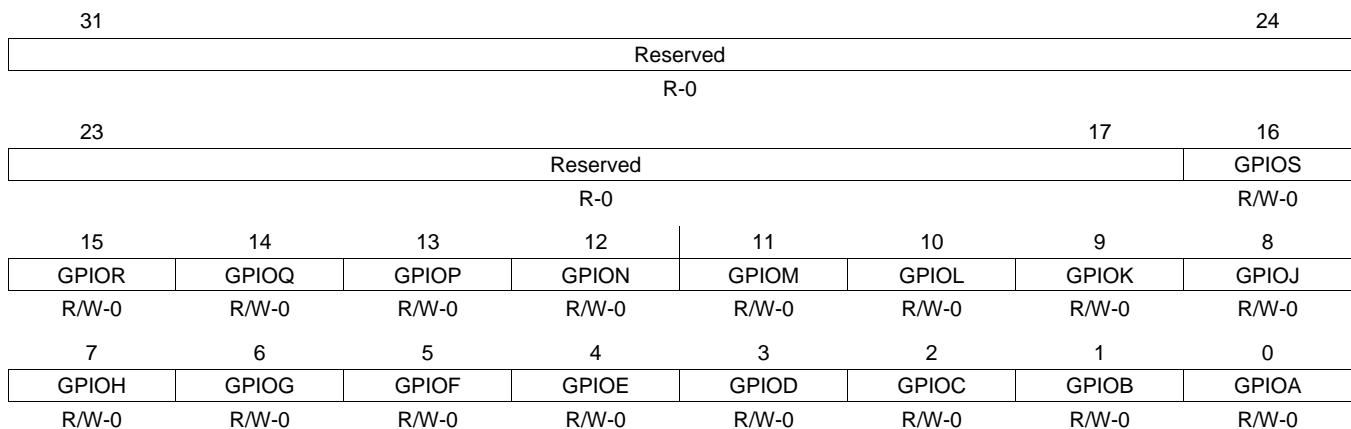 31 24
Reserved
R-0
23 17 16
Reserved GPIOS
R-0 R/W-0
15 14 13 12 11 10 9 8
GPIOR GPIOQ GPIOP GPION GPIOM GPIOL GPIOK GPIOJ
R/W-0 R/W-0 R/W-0 R/W-0 R/W-0 R/W-0 R/W-0 R/W-0
7 6 5 4 3 2 1 0
GPIOH GPIOG GPIOF GPIOE GPIOD GPIOC GPIOB GPIOA
R/W-0 R/W-0 R/W-0 R/W-0 R/W-0 R/W-0 R/W-0 R/W-0